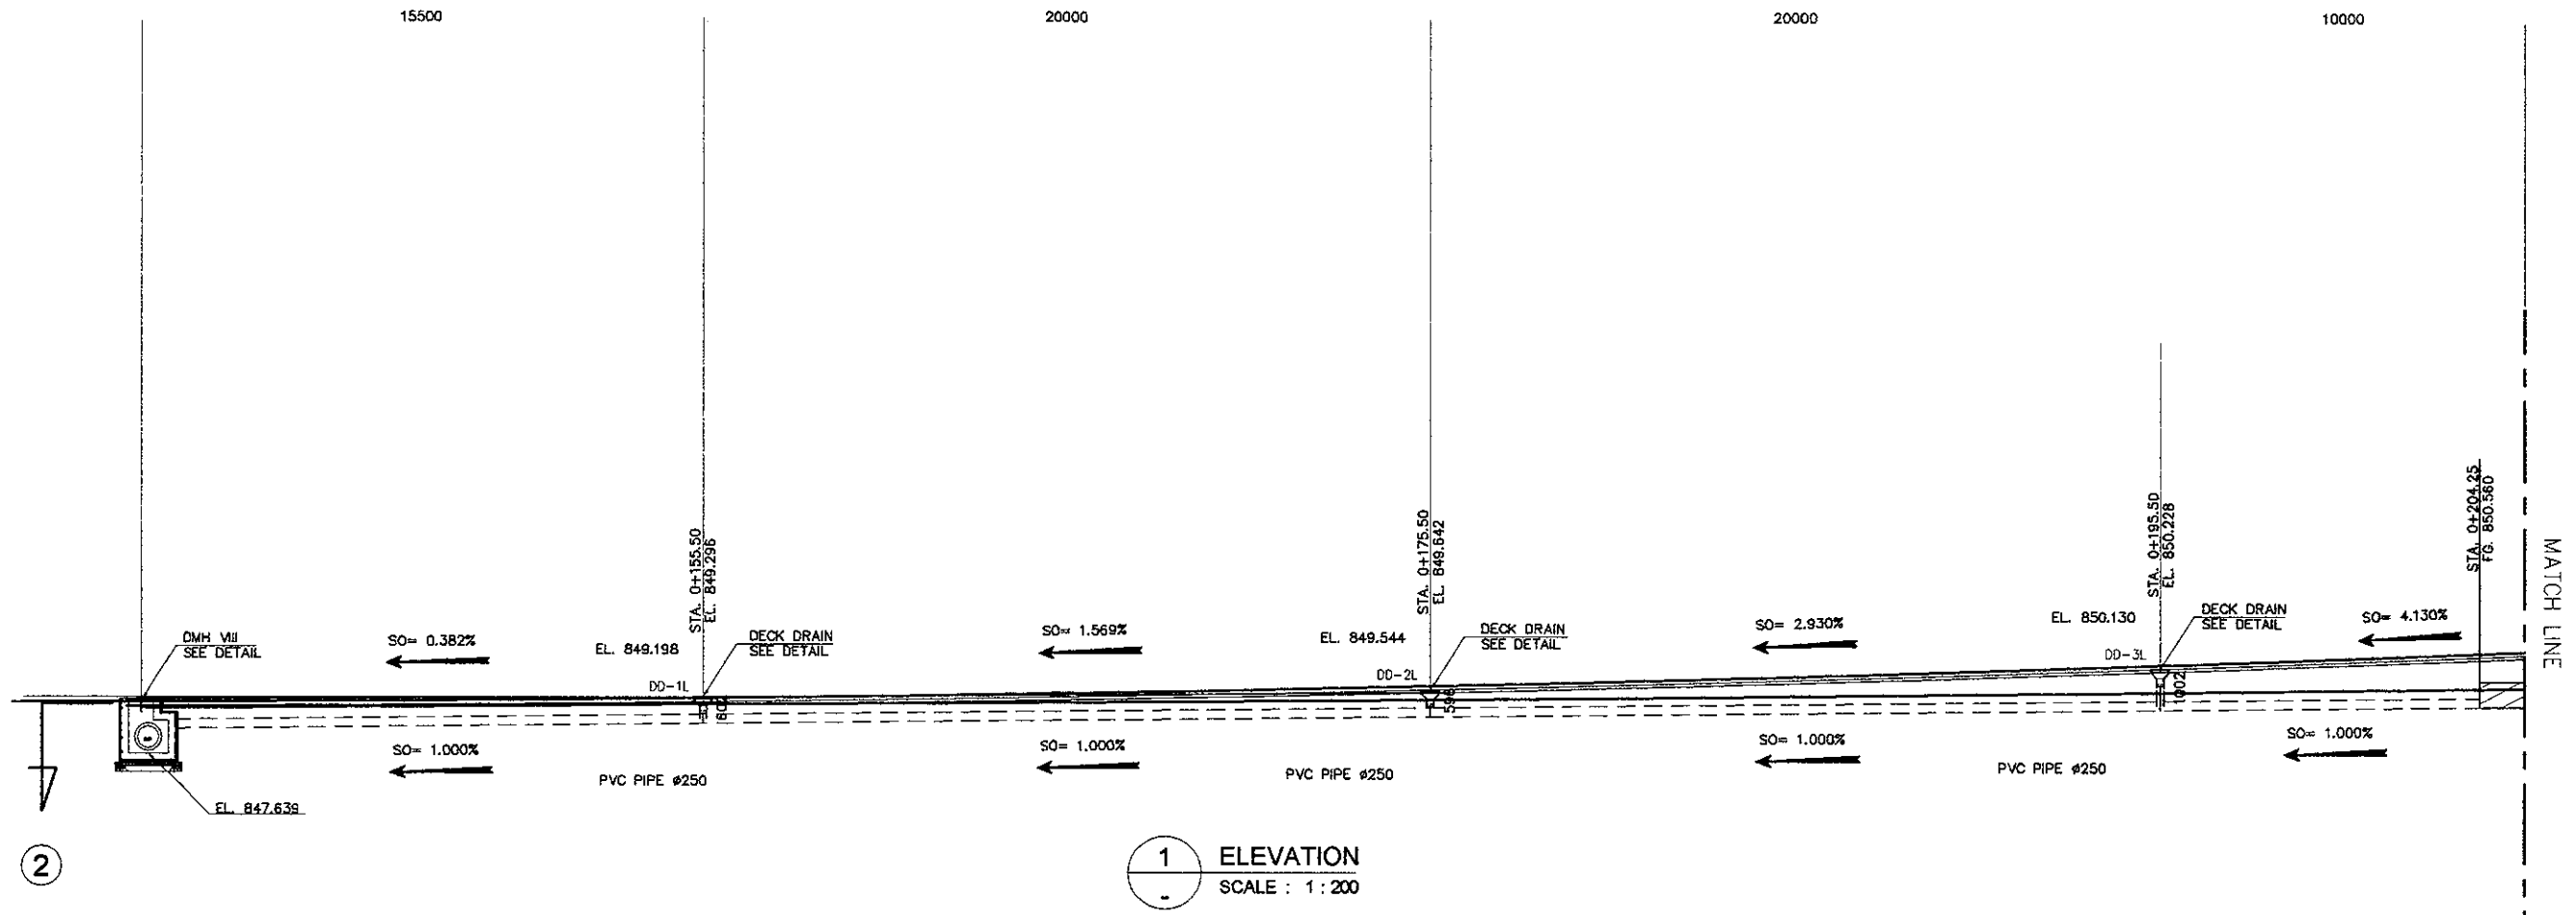 15500
20000
20000
10000
STA. 0+155.50
EL. 849.296
STA. 0+175.50
EL. 849.642
STA. 0+195.50
EL. 850.228
STA. 0+204.25
FG. 850.560
MATCH LINE
DMH VIII
SEE DETAIL
SO= 0.382%
EL. 849.198
DECK DRAIN
SEE DETAIL
SO= 1.569%
EL. 849.544
DECK DRAIN
SEE DETAIL
SO= 2.930%
EL. 850.130
DECK DRAIN
SEE DETAIL
SO= 4.130%
DD-1L
DD-2L
DD-3L
602
598
1002
SO= 1.000%
PVC PIPE ø250
SO= 1.000%
PVC PIPE ø250
SO= 1.000%
PVC PIPE ø250
SO= 1.000%
EL. 847.639
2
1
-
ELEVATION
SCALE : 1 : 200